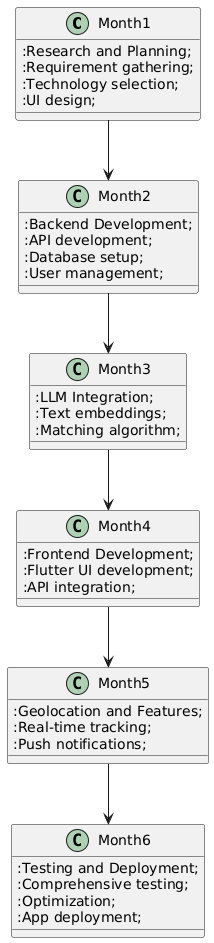 C Month1
:Research and Planning;
:Requirement gathering;
:Technology selection;
:UI design;
C Month2
:Backend Development;
:API development;
:Database setup;
:User management;
C Month3
:LLM Integration;
:Text embeddings;
:Matching algorithm;
C Month4
:Frontend Development;
:Flutter UI development;
:API integration;
C Month5
:Geolocation and Features;
:Real-time tracking;
:Push notifications;
C Month6
:Testing and Deployment;
:Comprehensive testing;
:Optimization;
:App deployment;